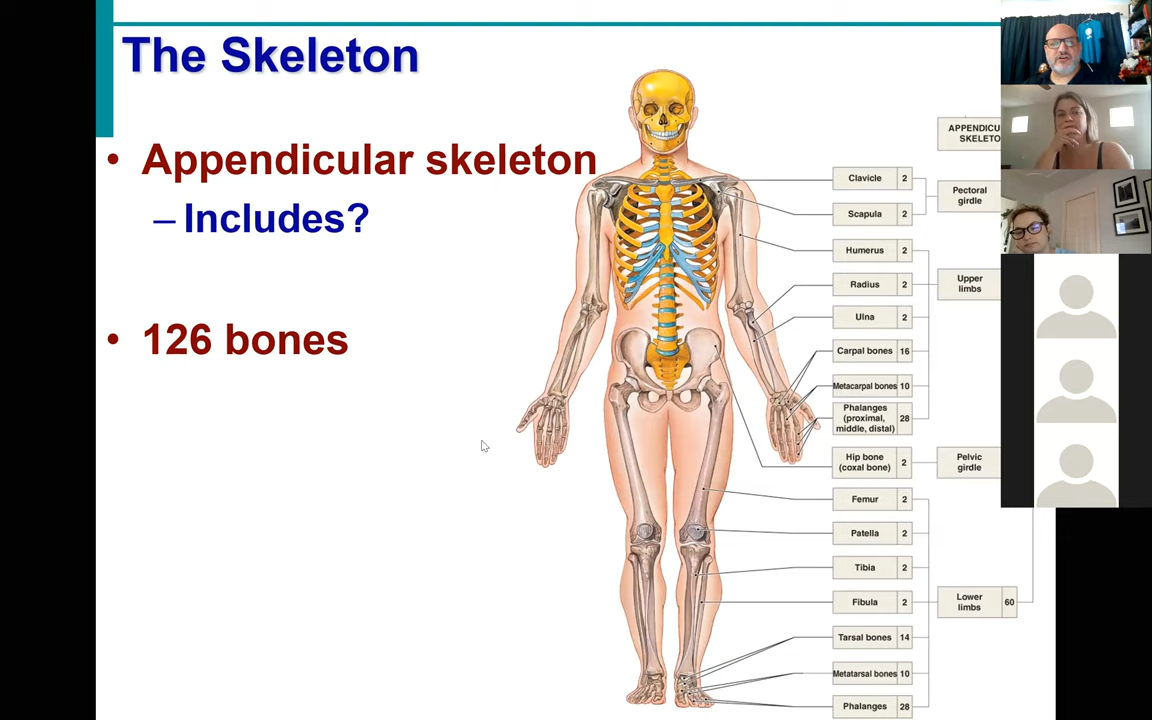 The Skeleton
• Appendicular skeleton
– Includes?
• 126 bones
SKELETO
Clavicle 2
Scapula 2
Pectoral
girdle
Humerus 2
Radius 2
Ulna 2
Carpal bones 16
Metacarpal bones 10
Phalanges
(proximal,
middle, distal)
28
Upper
limbs
Hip bone
(coxal bone)
2
Pelvic
girdle
Femur 2
Patella 2
Tibia 2
Fibula 2
Tarsal bones 14
Metatarsal bones 10
Phalanges 28
Lower
limbs
60